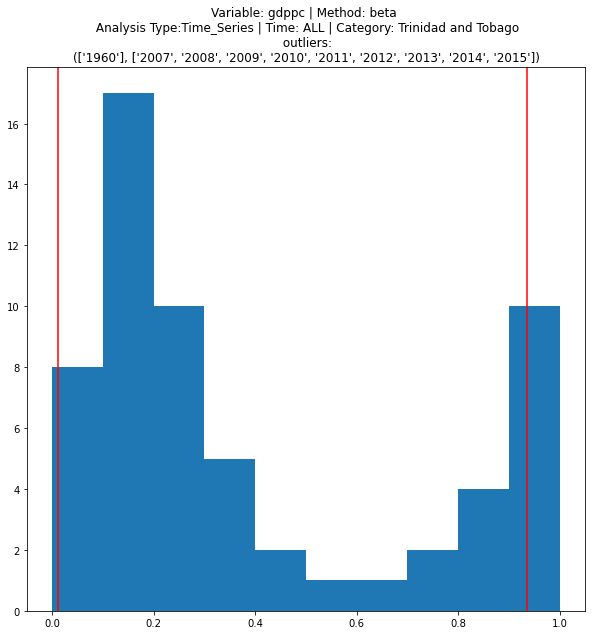 Variable: gdppc | Method: beta
Analysis Type:Time_Series | Time: ALL | Category: Trinidad and Tobago
outliers:
(['1960'], ['2007', '2008', '2009', '2010', '2011', '2012', '2013', '2014', '2015'])
16
14
12
10
8
6
4
2
0
0.0 0.2 0.4 0.6 0.8 1.0